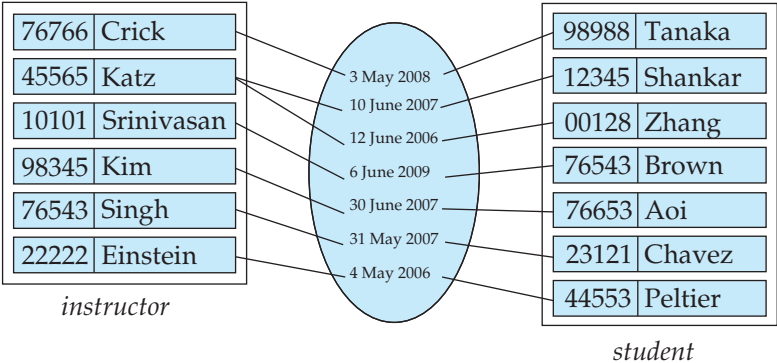 76766 Crick
45565 Katz
10101 Srinivasan
98345 Kim
76543 Singh
22222 Einstein
instructor
3 May 2008
10 June 2007
12 June 2006
6 June 2009
30 June 2007
31 May 2007
4 May 2006
98988 Tanaka
12345 Shankar
00128 Zhang
76543 Brown
76653 Aoi
23121 Chavez
44553 Peltier
student